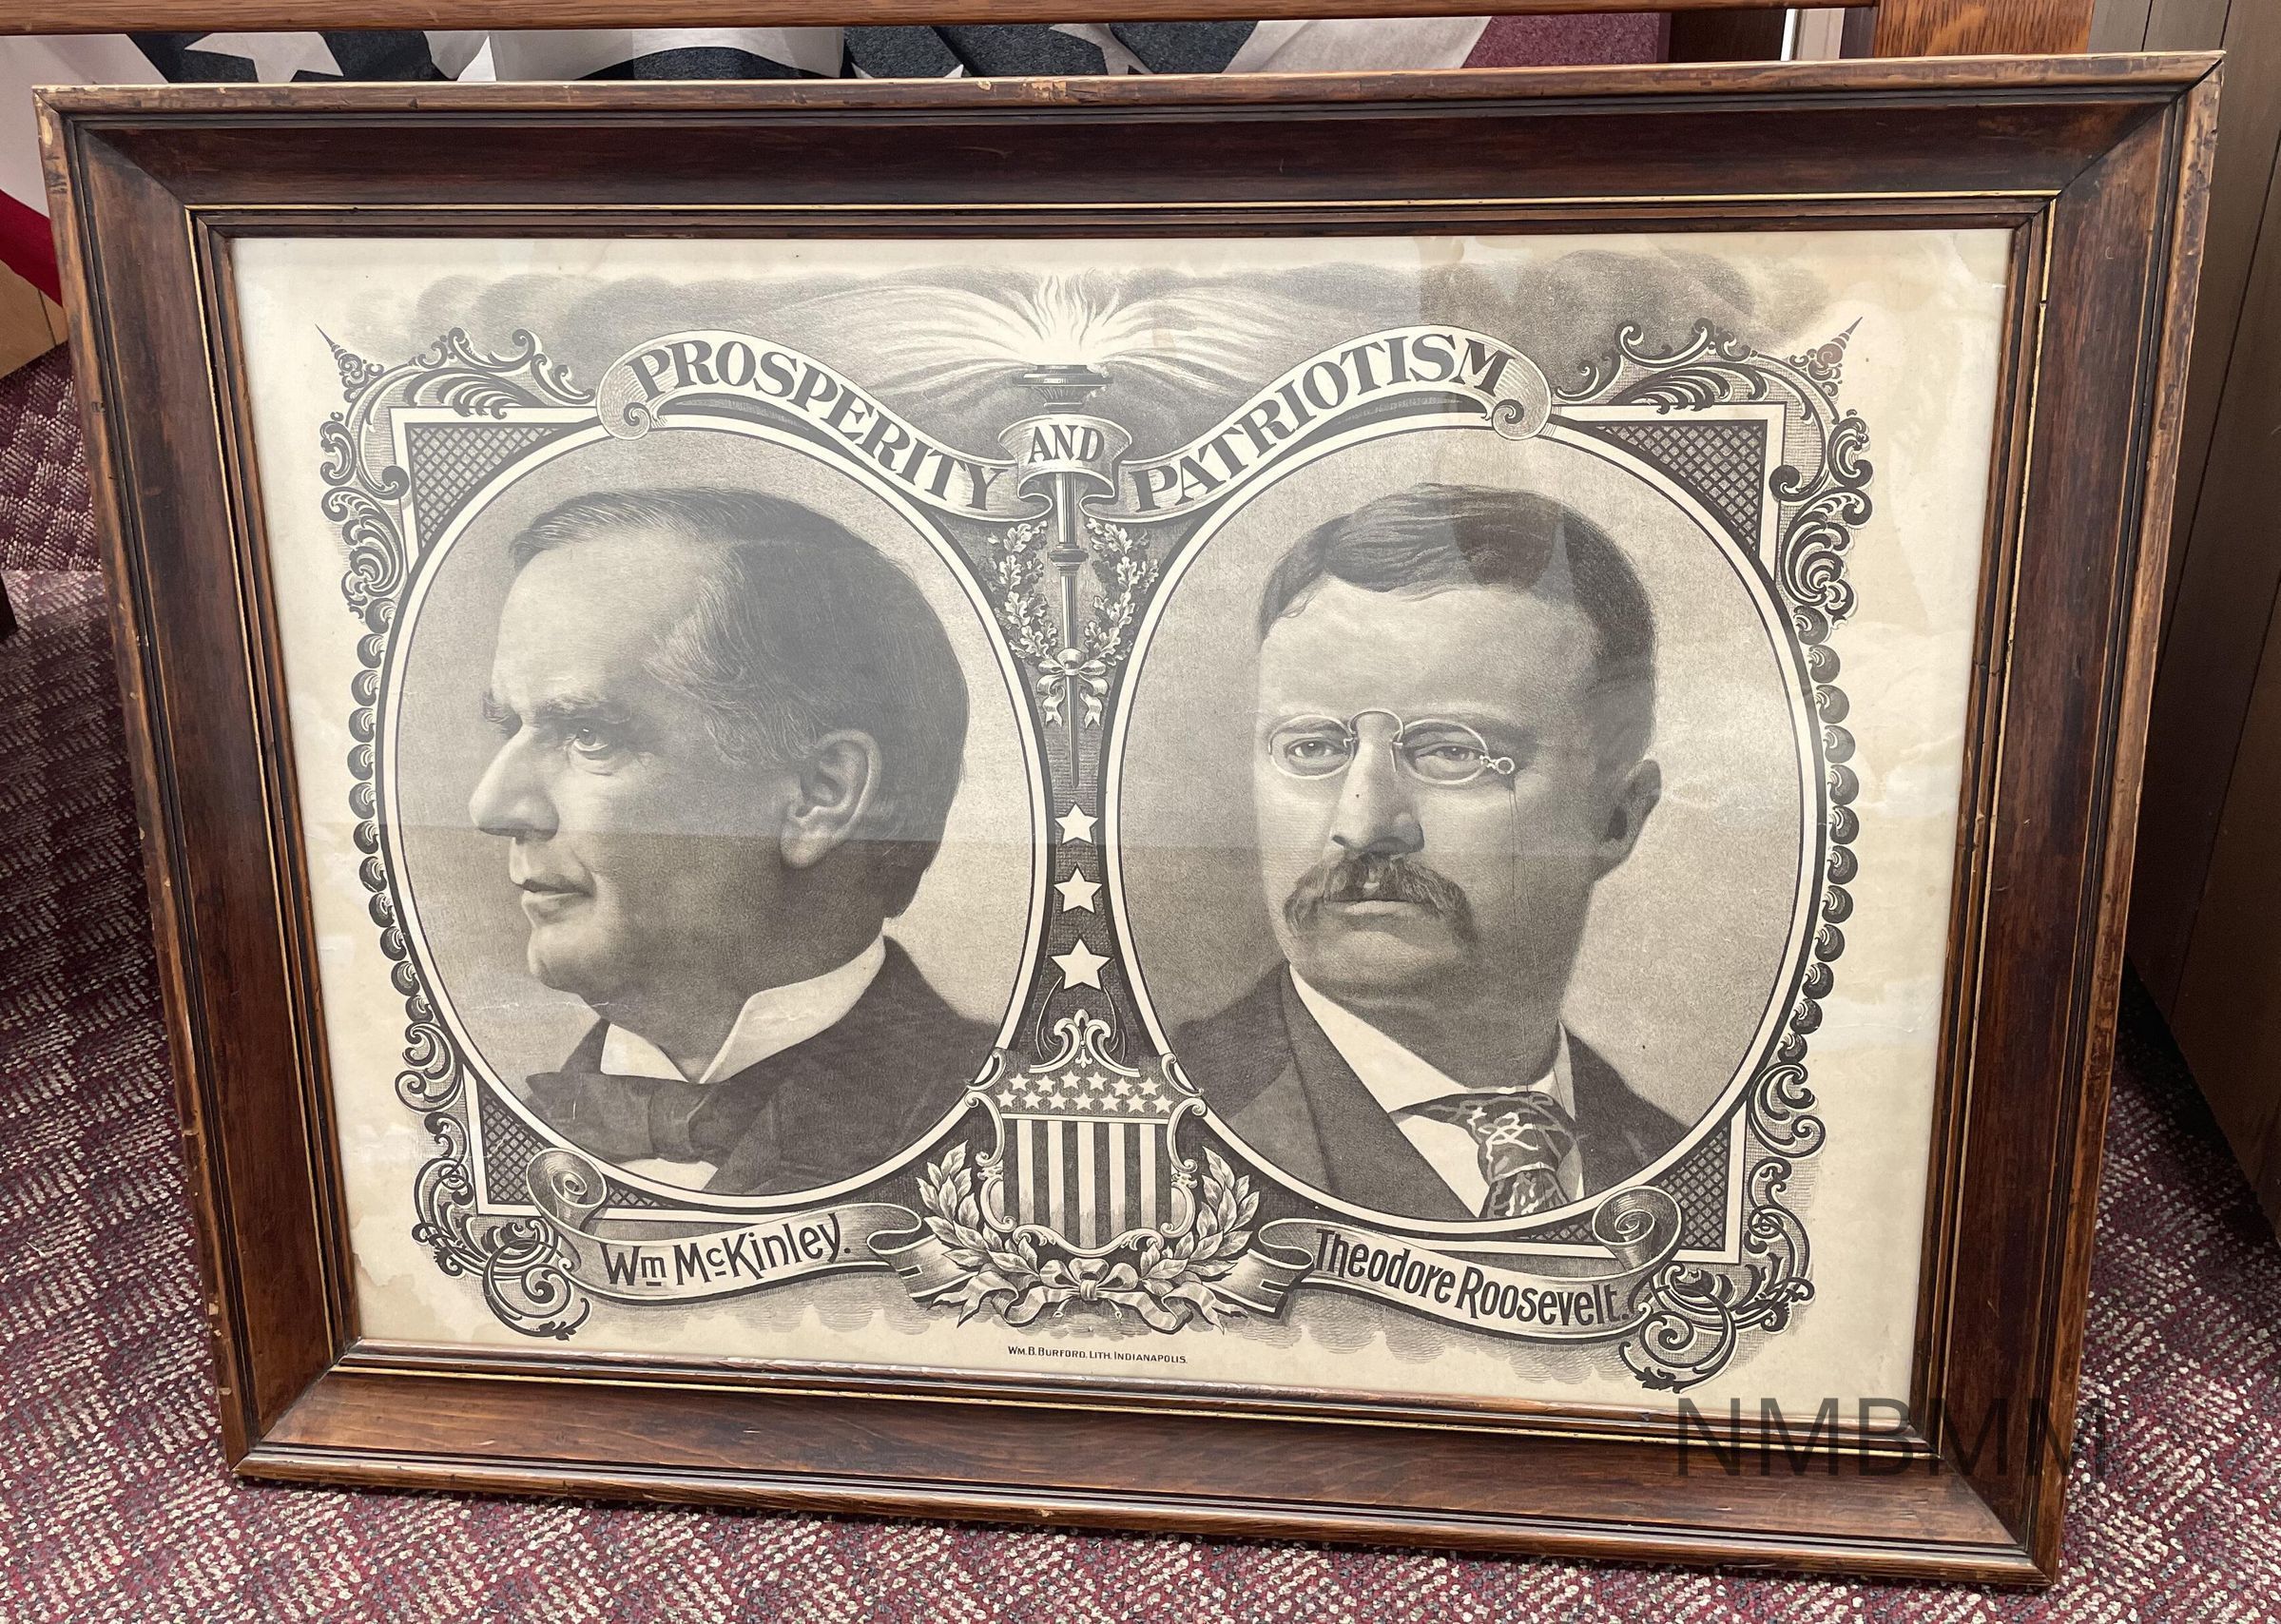 PROSPERITY AND PATRIOTISM
Wm McKinley.
Theodore Roosevelt.
WM. B. BURFORD, LITH. INDIANAPOLIS.
NMBMM